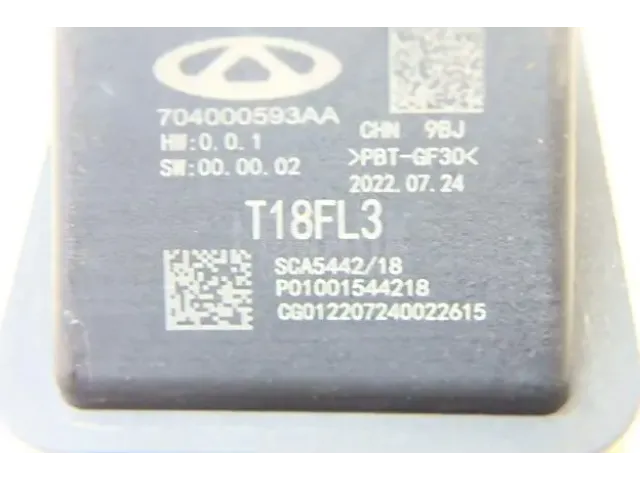 704000593AA
HW:0.0.1
SW:00.00.02
CHN 9BJ
>PBT-GF30<
2022.07.24
T18FL3
SCA5442/18
P01001544218
CG012207240022615